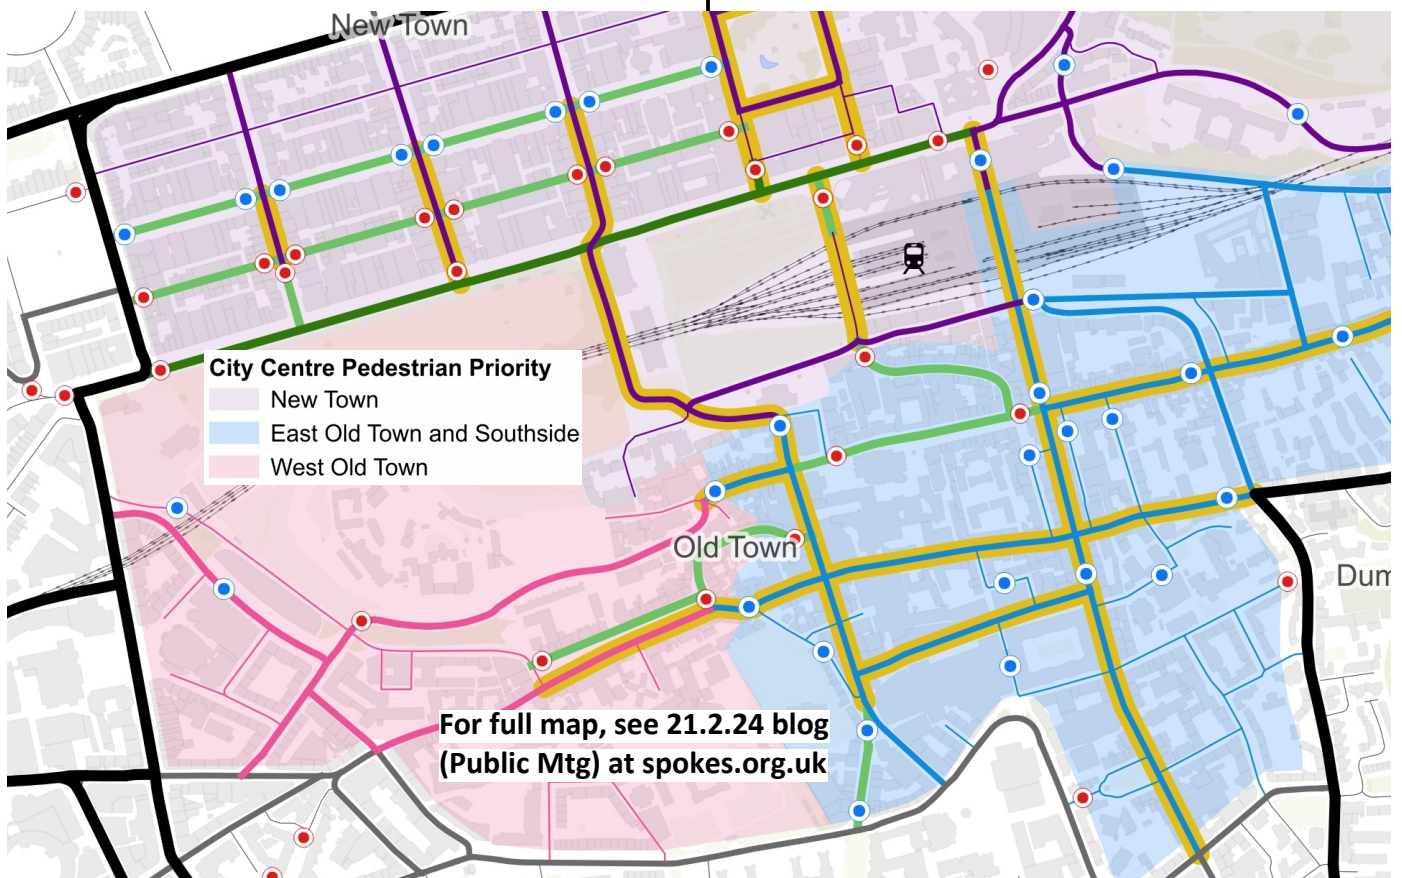 New Town
City Centre Pedestrian Priority
New Town
East Old Town and Southside
West Old Town
Old Town
Dum
For full map, see 21.2.24 blog
(Public Mtg) at spokes.org.uk